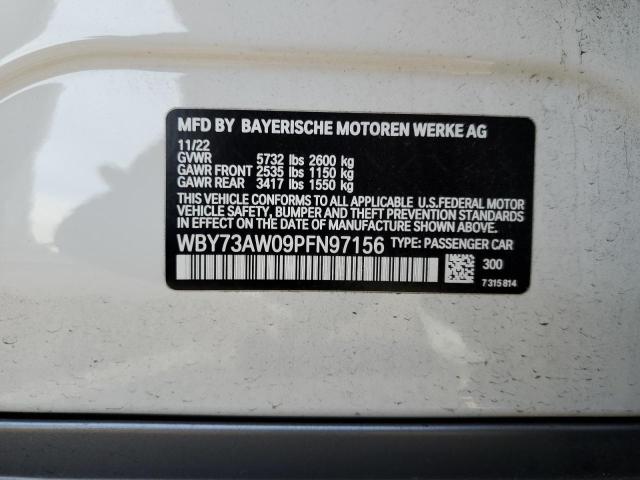 MFD BY BAYERISCHE MOTOREN WERKE AG
11/22
GVWR 5732 lbs 2600 kg
GAWR FRONT 2535 lbs 1150 kg
GAWR REAR 3417 lbs 1550 kg
THIS VEHICLE CONFORMS TO ALL APPLICABLE U.S.FEDERAL MOTOR
VEHICLE SAFETY, BUMPER AND THEFT PREVENTION STANDARDS
IN EFFECT ON THE DATE OF MANUFACTURE SHOWN ABOVE.
WBY73AW09PFN97156 TYPE: PASSENGER CAR
300
7 315 814